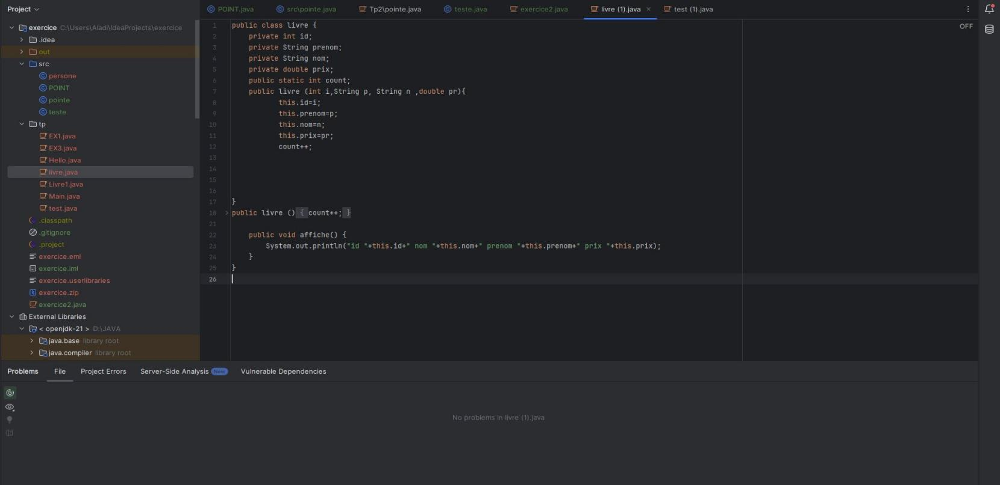 Project
POINT.java src\pointe.java Tp2\pointe.java teste.java exercice2.java livre (1).java × test (1).java
exercice C:\Users\Aladi\IdeaProjects\exercice
.idea
out
src
persone
POINT
pointe
teste
tp
EX1.java
EX3.java
Hello.java
livre.java
Livre1.java
Main.java
test.java
.classpath
.gitignore
.project
exercice.eml
exercice.iml
exercice.userlibraries
exercice.zip
exercice2.java
External Libraries
< openjdk-21 > D:\JAVA
java.base library root
java.compiler library root
OFF
1 public class livre {
2 private int id;
3 private String prenom;
4 private String nom;
5 private double prix;
6 public static int count;
7 public livre (int i,String p, String n ,double pr){
8 this.id=i;
9 this.prenom=p;
10 this.nom=n;
11 this.prix=pr;
12 count++;
13
14
15
16
17 }
18 public livre () { count++; }
21
22 public void affiche() {
23 System.out.println("id "+this.id+" nom "+this.nom+" prenom "+this.prenom+" prix "+this.prix);
24 }
25 }
26
Problems File Project Errors Server-Side Analysis New Vulnerable Dependencies
No problems in livre (1).java